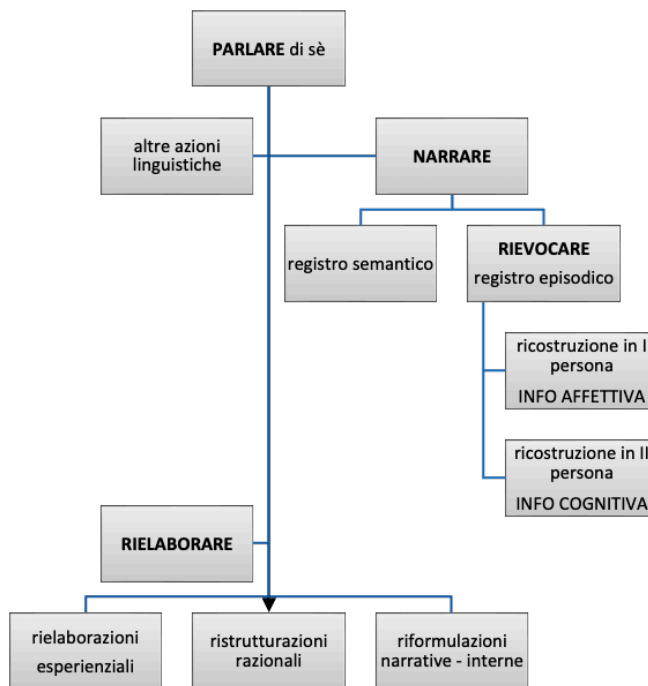 PARLARE di sè
altre azioni
linguistiche
NARRARE
registro semantico
RIEVOCARE
registro episodico
ricostruzione in I
persona
INFO AFFETTIVA
ricostruzione in II
persona
INFO COGNITIVA
RIELABORARE
rielaborazioni
esperienziali
ristrutturazioni
razionali
riformulazioni
narrative - interne